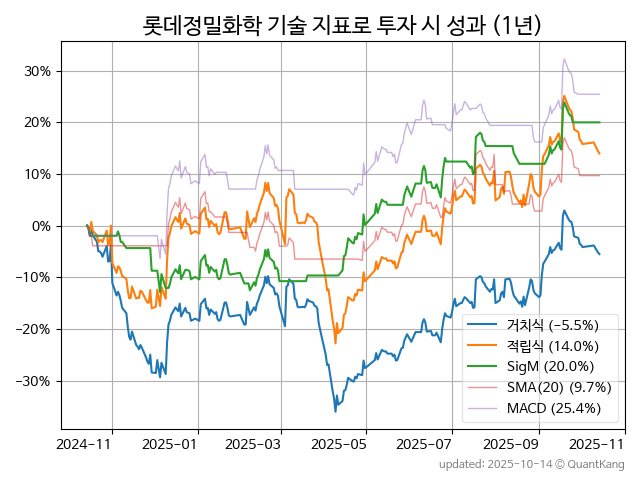 롯데정밀화학 기술 지표로 투자 시 성과 (1년)
30%
20%
10%
0%
−10%
−20%
−30%
거치식 (−5.5%)
적립식 (14.0%)
SigM (20.0%)
SMA(20) (9.7%)
MACD (25.4%)
2024-11
2025-01
2025-03
2025-05
2025-07
2025-09
2025-11
updated: 2025-10-14 © QuantKang